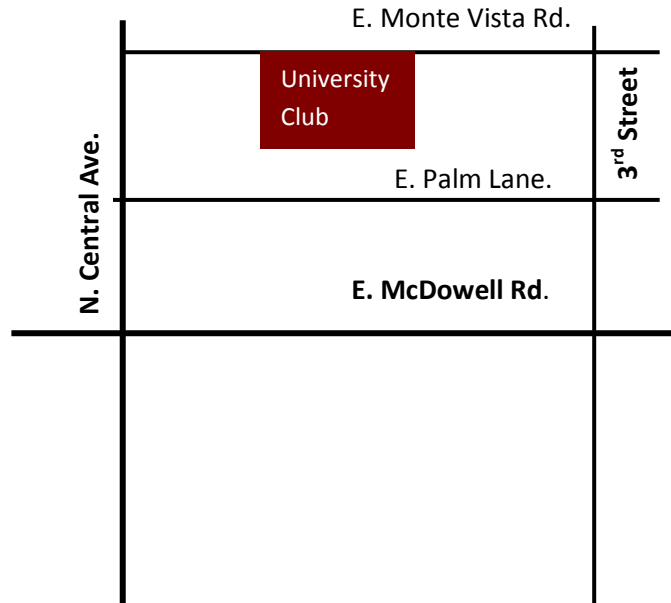 E. Monte Vista Rd.
University
Club
3rd Street
E. Palm Lane.
N. Central Ave.
E. McDowell Rd.